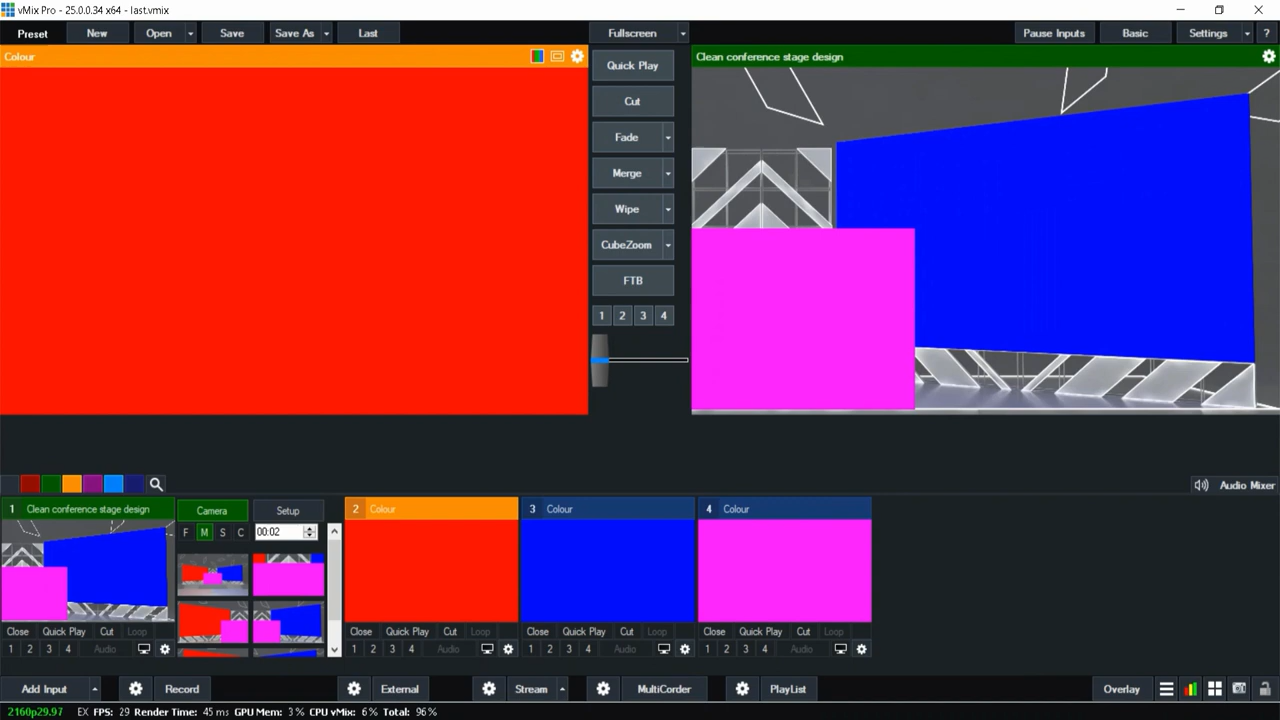 vMix Pro - 25.0.0.34 x64 - last.vmix
Preset New Open Save Save As Last Fullscreen Pause Inputs Basic Settings ?
Colour
Clean conference stage design
Quick Play
Cut
Fade
Merge
Wipe
CubeZoom
FTB
1 2 3 4
Audio Mixer
1 Clean conference stage design
Camera Setup
F M S C 00:02
Close Quick Play Cut Loop
1 2 3 4 Audio
2 Colour
Close Quick Play Cut Loop
1 2 3 4 Audio
3 Colour
Close Quick Play Cut Loop
1 2 3 4 Audio
4 Colour
Close Quick Play Cut Loop
1 2 3 4 Audio
Add Input Record External Stream MultiCorder PlayList Overlay
2160p29.97 EX FPS: 29 Render Time: 45 ms GPU Mem: 3 % CPU vMix: 6 % Total: 96 %